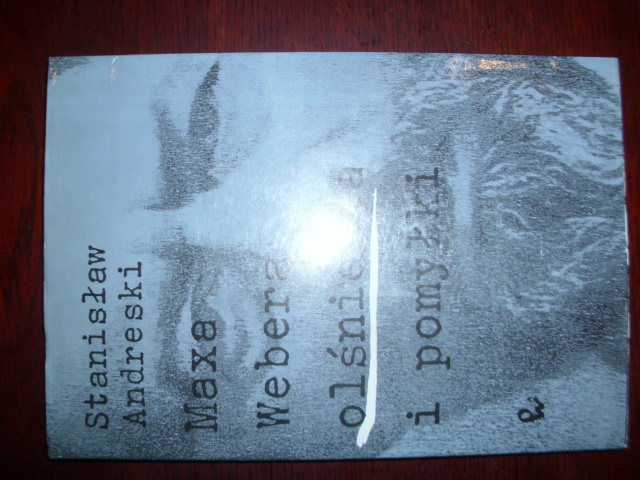 Stanisław
Andreski
Maxa
Webera
olśnienia
i pomyłki